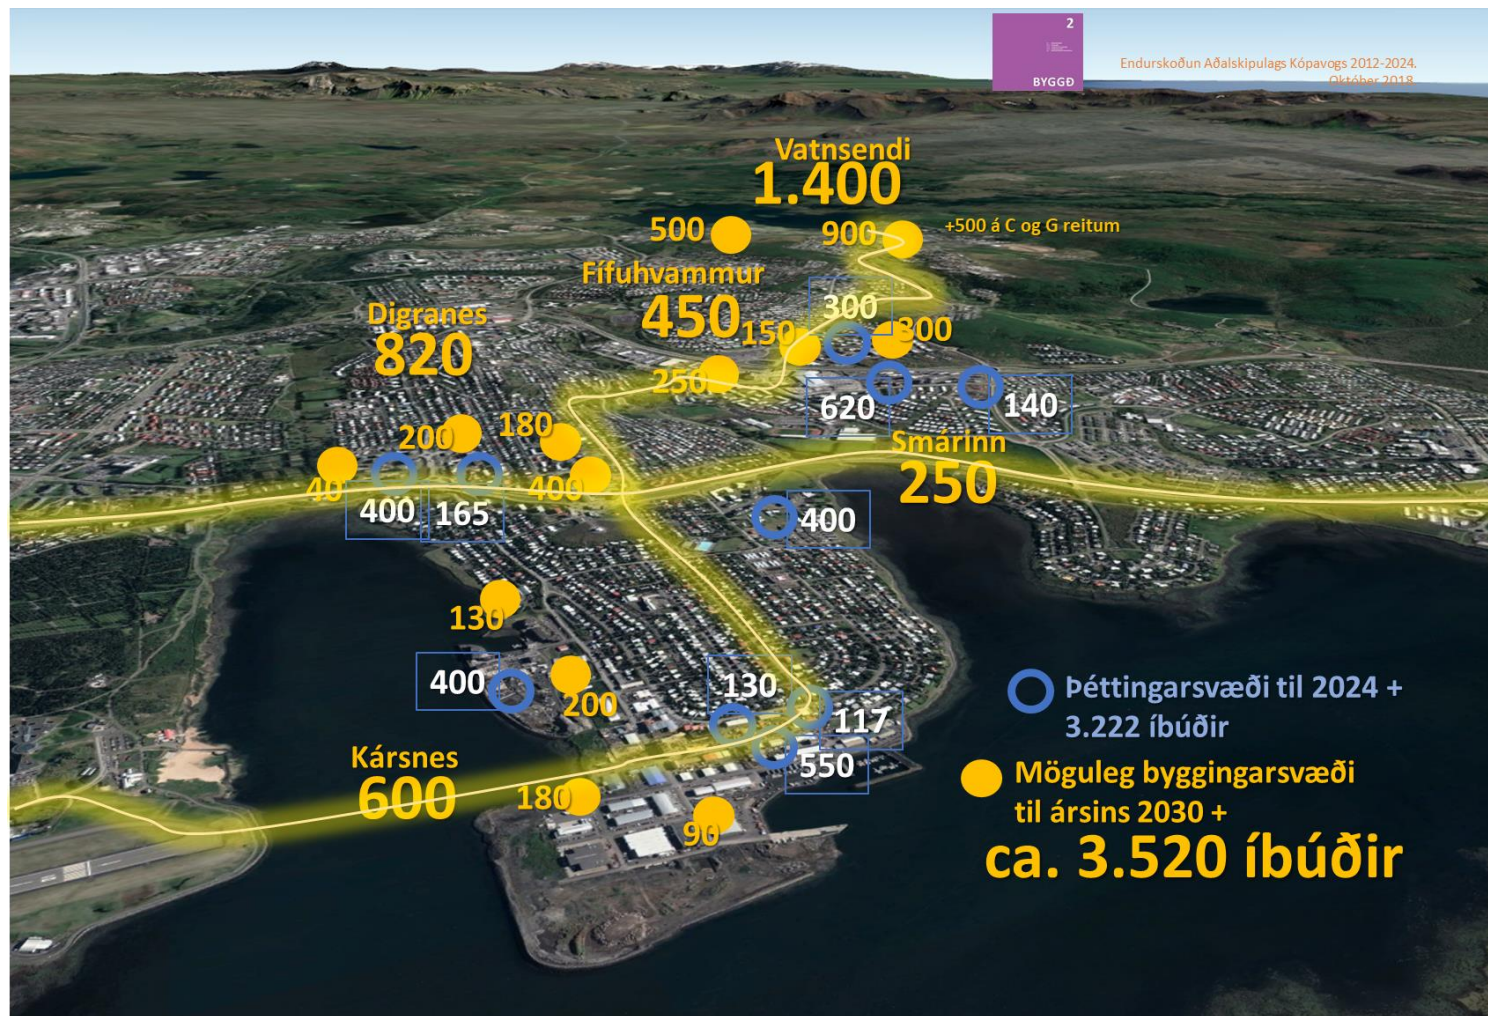 2
BYGGÐ
Endurskoðun Aðalskipulags Kópavogs 2012-2024.
Október 2018.
Vatnsendi
1.400
500
900
+500 á C og G reitum
Fífuhvammur
450
300
150
300
250
Digranes
820
620
140
200
180
Smárinn
250
40
400
400
165
400
130
400
200
130
117
550
Kársnes
600
180
90
Þéttingarsvæði til 2024 +
3.222 íbúðir
Möguleg byggingarsvæði
til ársins 2030 +
ca. 3.520 íbúðir